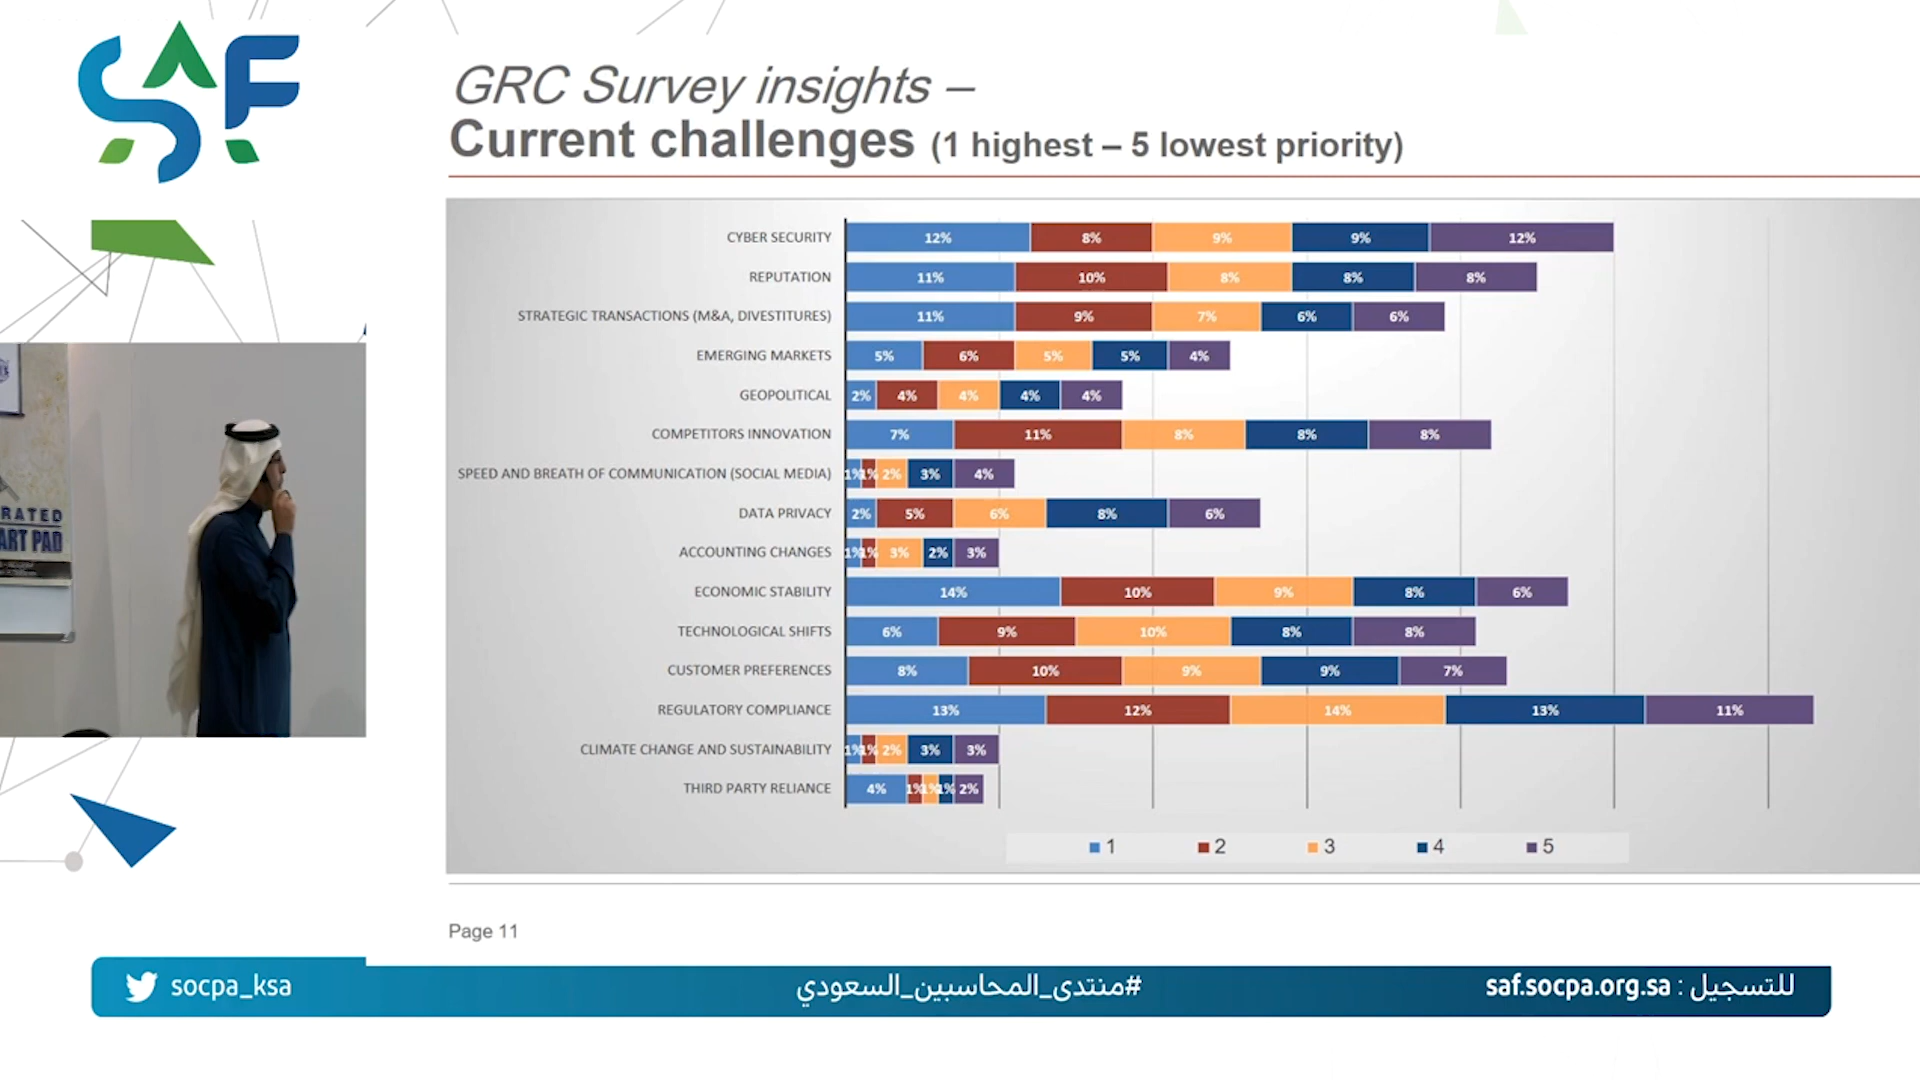 SAF
GRC Survey insights –
Current challenges (1 highest – 5 lowest priority)
CYBER SECURITY 12% 8% 9% 9% 12%
REPUTATION 11% 10% 8% 8% 8%
STRATEGIC TRANSACTIONS (M&A, DIVESTITURES) 11% 9% 7% 6% 6%
EMERGING MARKETS 5% 6% 5% 5% 4%
GEOPOLITICAL 2% 4% 4% 4% 4%
COMPETITORS INNOVATION 7% 11% 8% 8% 8%
SPEED AND BREATH OF COMMUNICATION (SOCIAL MEDIA) 1% 1% 2% 3% 4%
DATA PRIVACY 2% 5% 6% 8% 6%
ACCOUNTING CHANGES 1% 1% 3% 2% 3%
ECONOMIC STABILITY 14% 10% 9% 8% 6%
TECHNOLOGICAL SHIFTS 6% 9% 10% 8% 8%
CUSTOMER PREFERENCES 8% 10% 9% 9% 7%
REGULATORY COMPLIANCE 13% 12% 14% 13% 11%
CLIMATE CHANGE AND SUSTAINABILITY 1% 1% 2% 3% 3%
THIRD PARTY RELIANCE 4% 1% 1% 1% 2%
1 2 3 4 5
RATED
ART PAD
Page 11
socpa_ksa
#منتدى_المحاسبين_السعودي
للتسجيل : saf.socpa.org.sa